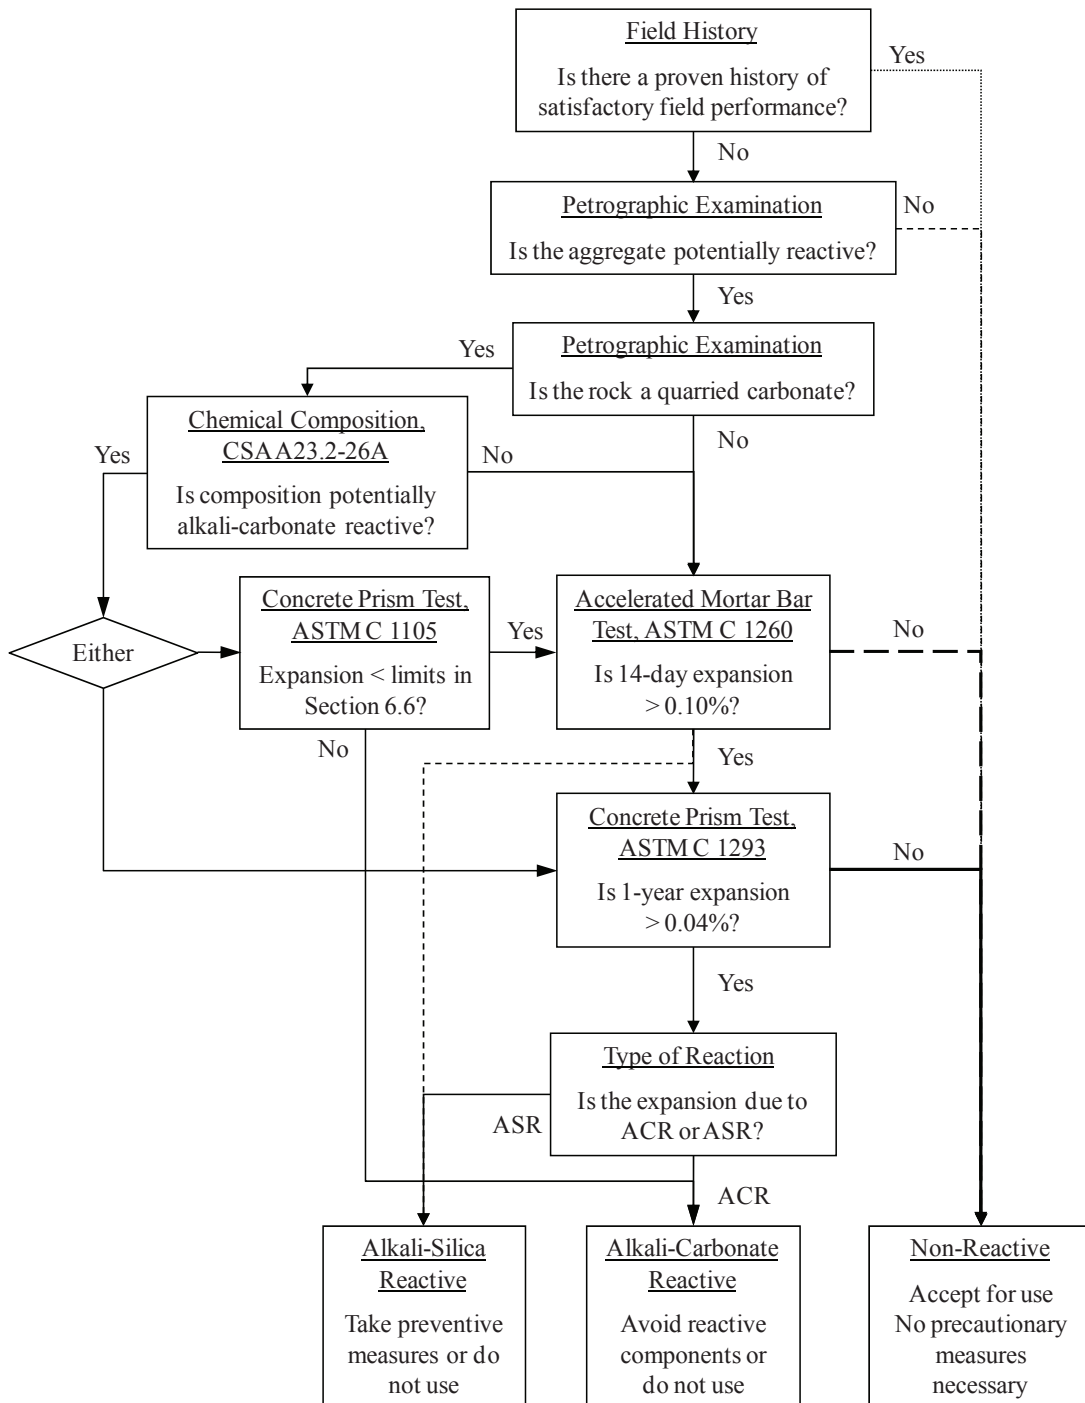 Field History
Is there a proven history of
satisfactory field performance?
Yes
No
Petrographic Examination
Is the aggregate potentially reactive?
No
Yes
Petrographic Examination
Is the rock a quarried carbonate?
Yes
No
Chemical Composition,
CSA A23.2-26A
Is composition potentially
alkali-carbonate reactive?
Yes
No
Either
Concrete Prism Test,
ASTM C 1105
Expansion < limits in
Section 6.6?
Yes
No
Accelerated Mortar Bar
Test, ASTM C 1260
Is 14-day expansion
> 0.10%?
No
Yes
Concrete Prism Test,
ASTM C 1293
Is 1-year expansion
> 0.04%?
No
Yes
Type of Reaction
Is the expansion due to
ACR or ASR?
ASR
ACR
Alkali-Silica
Reactive
Take preventive
measures or do
not use
Alkali-Carbonate
Reactive
Avoid reactive
components or
do not use
Non-Reactive
Accept for use
No precautionary
measures
necessary